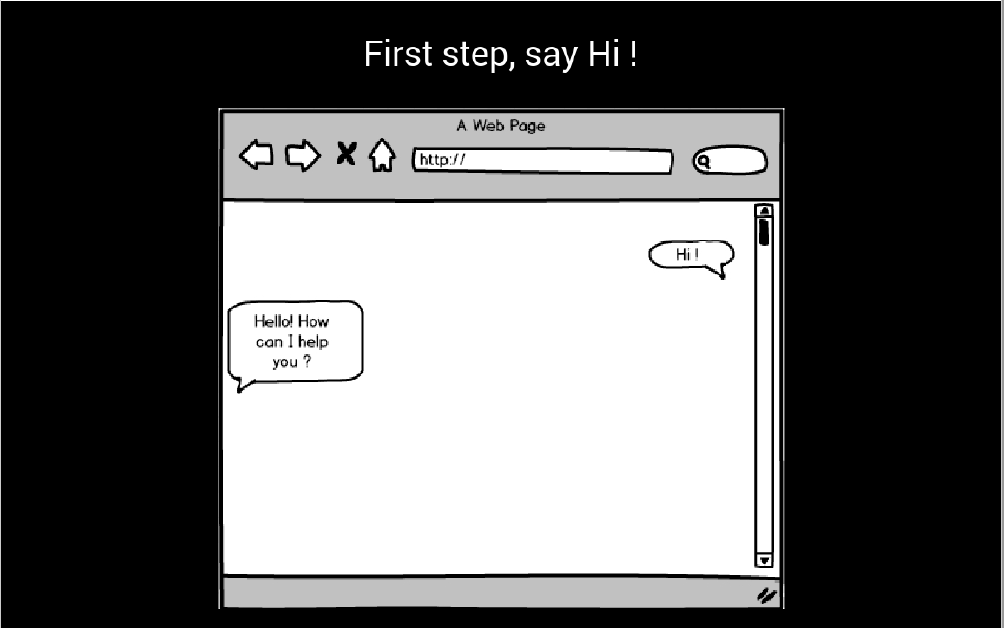 First step, say Hi !
A Web Page
http://
Hi !
Hello! How
can I help
you ?